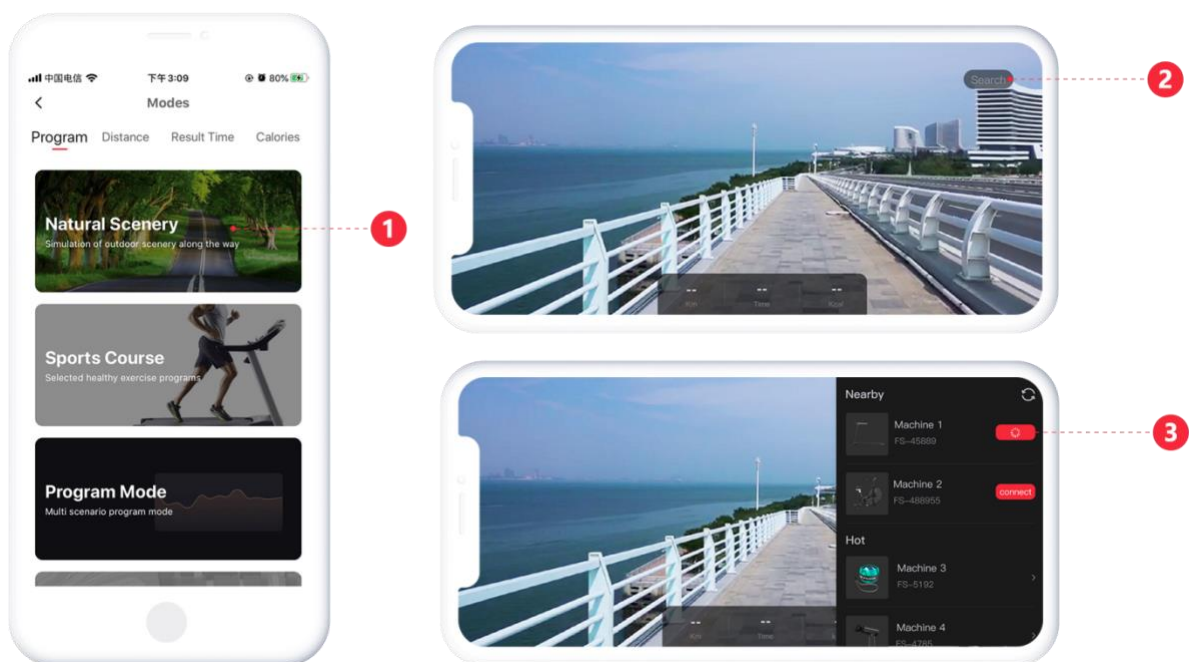 中国电信
下午3:09
80%
Modes
Program
Distance
Result Time
Calories
Natural Scenery
Simulation of outdoor scenery along the way
1
Sports Course
Selected healthy exercise programs
Program Mode
Multi scenario program mode
Search
2
-- -- --
Km Time Kcal
Nearby
Machine 1
FS-45889
3
Machine 2
FS-488955
connect
Hot
Machine 3
FS-5192
Machine 4
FS-4785
-- --
Km Time